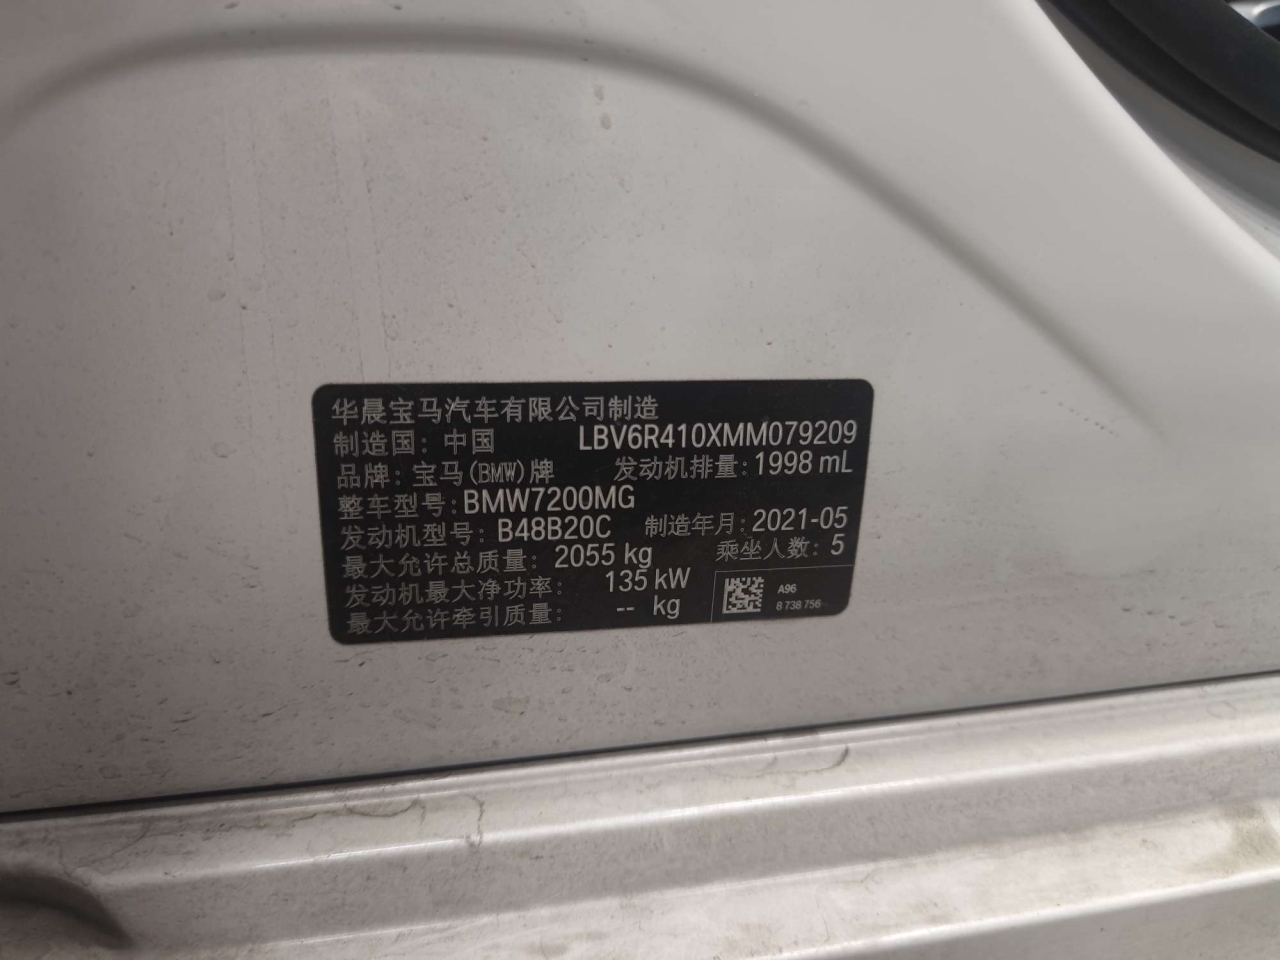 华晨宝马汽车有限公司制造
制造国：中国 LBV6R410XMM079209
品牌：宝马(BMW)牌 发动机排量：1998 mL
整车型号：BMW7200MG
发动机型号：B48B20C 制造年月：2021-05
最大允许总质量：2055 kg 乘坐人数：5
发动机最大净功率：135 kW
最大允许牵引质量：-- kg
A96
8 738 756